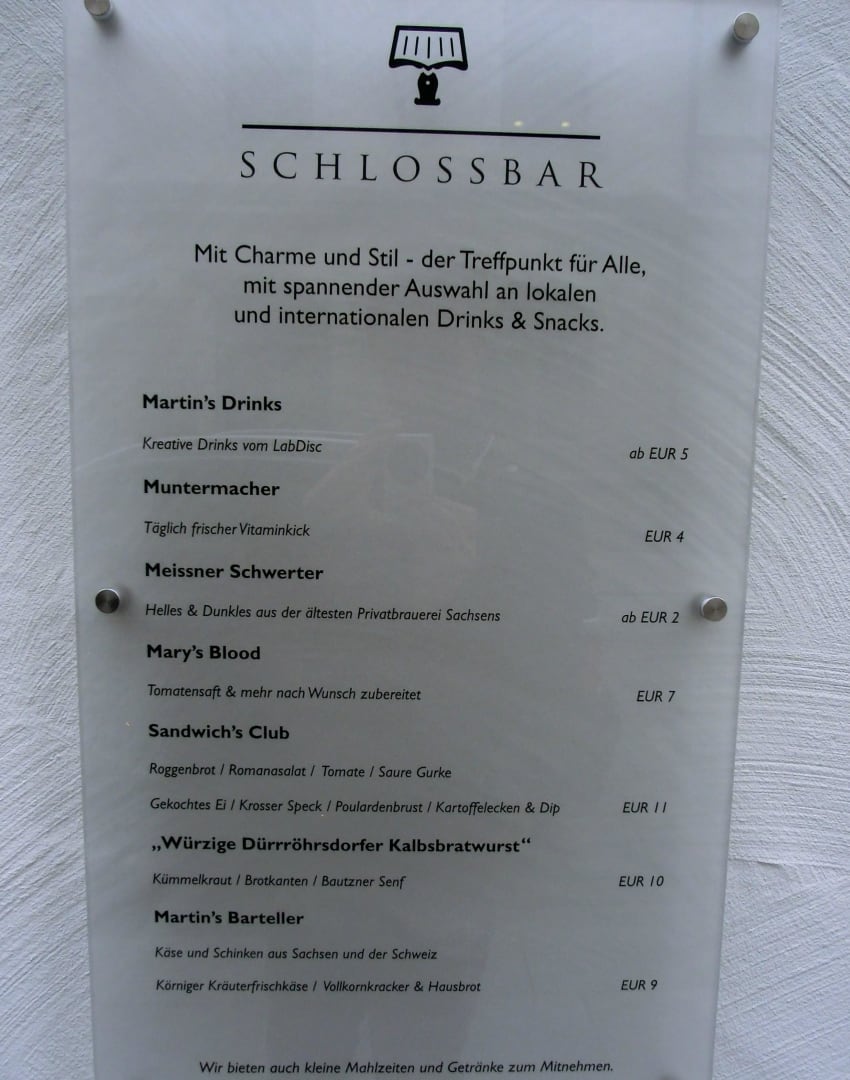 SCHLOSSBAR
Mit Charme und Stil - der Treffpunkt für Alle,
mit spannender Auswahl an lokalen
und internationalen Drinks & Snacks.
Martin's Drinks
Kreative Drinks vom LabDisc ab EUR 5
Muntermacher
Täglich frischer Vitaminkick EUR 4
Meissner Schwerter
Helles & Dunkles aus der ältesten Privatbrauerei Sachsens ab EUR 2
Mary's Blood
Tomatensaft & mehr nach Wunsch zubereitet EUR 7
Sandwich's Club
Roggenbrot / Romanasalat / Tomate / Saure Gurke
Gekochtes Ei / Krosser Speck / Poulardenbrust / Kartoffelecken & Dip EUR 11
„Würzige Dürrröhrsdorfer Kalbsbratwurst“
Kümmelkraut / Brotkanten / Bautzner Senf EUR 10
Martin's Barteller
Käse und Schinken aus Sachsen und der Schweiz
Körniger Kräuterfrischkäse / Vollkornkracker & Hausbrot EUR 9
Wir bieten auch kleine Mahlzeiten und Getränke zum Mitnehmen.